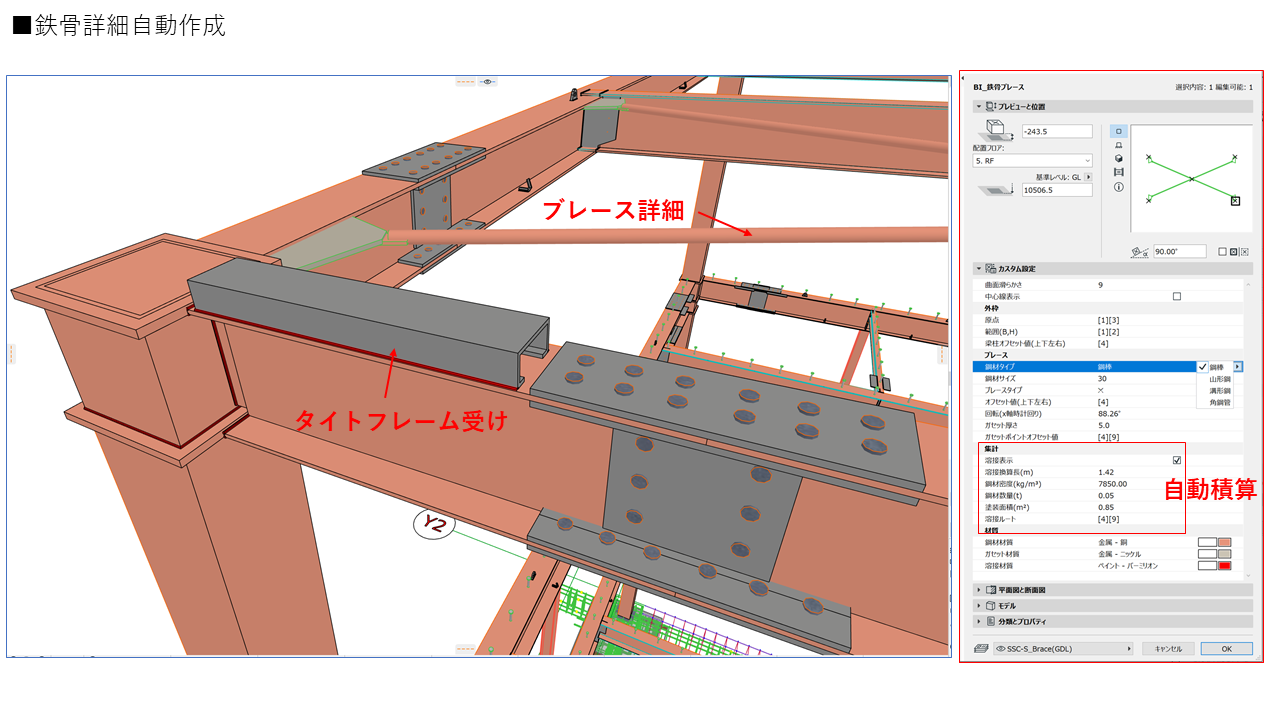 ■鉄骨詳細自動作成
ブレース詳細
タイトフレーム受け
Y2
BI_鉄骨ブレース
選択内容: 1 編集可能: 1
プレビューと位置
-243.5
配置フロア:
5. RF
基準レベル: GL
10506.5
90.00°
カスタム設定
曲面滑らかさ 9
中心線表示
外枠
原点 [1][3]
範囲(B,H) [1][2]
梁柱オフセット値(上下左右) [4]
ブレース
鋼材タイプ 鋼棒
鋼棒
山形鋼
溝形鋼
角鋼管
鋼材サイズ 30
ブレースタイプ ×
オフセット値(上下左右) [4]
回転(x軸時計回り) 88.26°
ガセット厚さ 5.0
ガセットポイントオフセット値 [4][9]
集計
溶接表示
溶接換算長(m) 1.42
鋼材密度(kg/m³) 7850.00
鋼材数量(t) 0.05
塗装面積(m²) 0.85
溶接ルート [4][9]
自動積算
材質
鋼材材質 金属 - 銅
ガセット材質 金属 - ニッケル
溶接材質 ペイント - バーミリオン
平面図と断面図
モデル
分類とプロパティ
SSC-S_Brace(GDL)
キャンセル
OK